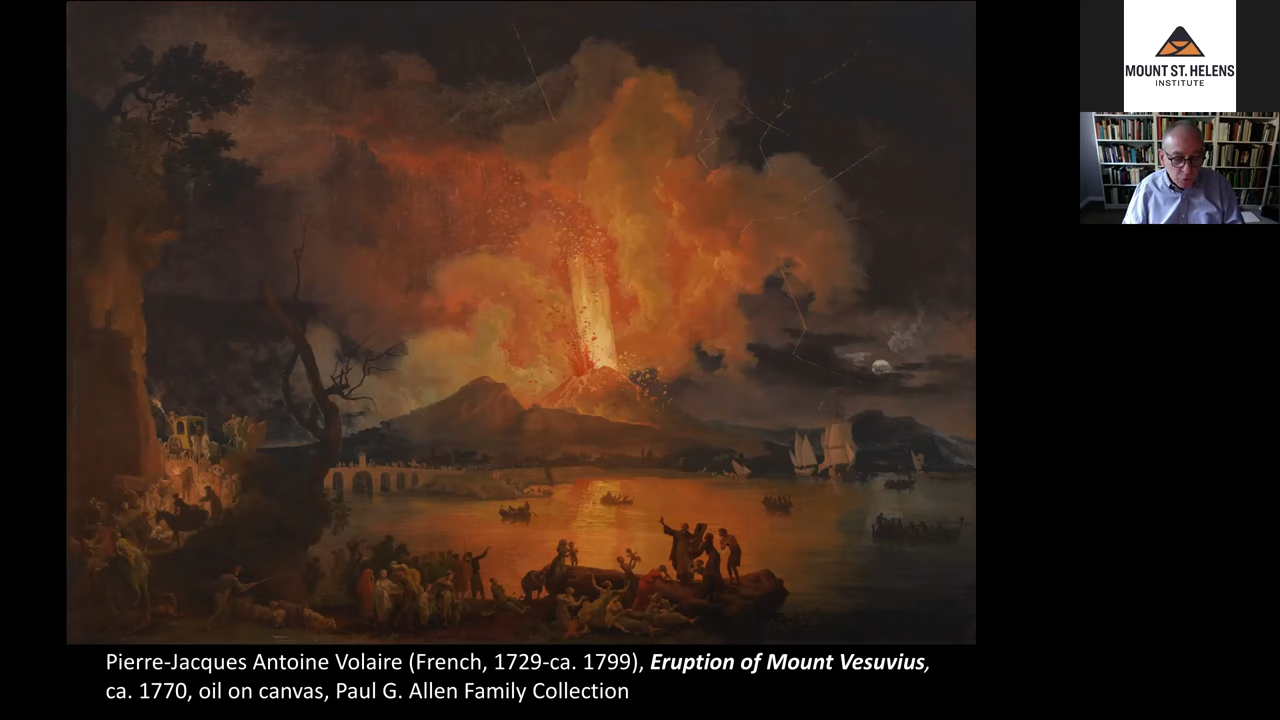 MOUNT ST. HELENS
INSTITUTE
Pierre-Jacques Antoine Volaire (French, 1729-ca. 1799), Eruption of Mount Vesuvius,
ca. 1770, oil on canvas, Paul G. Allen Family Collection